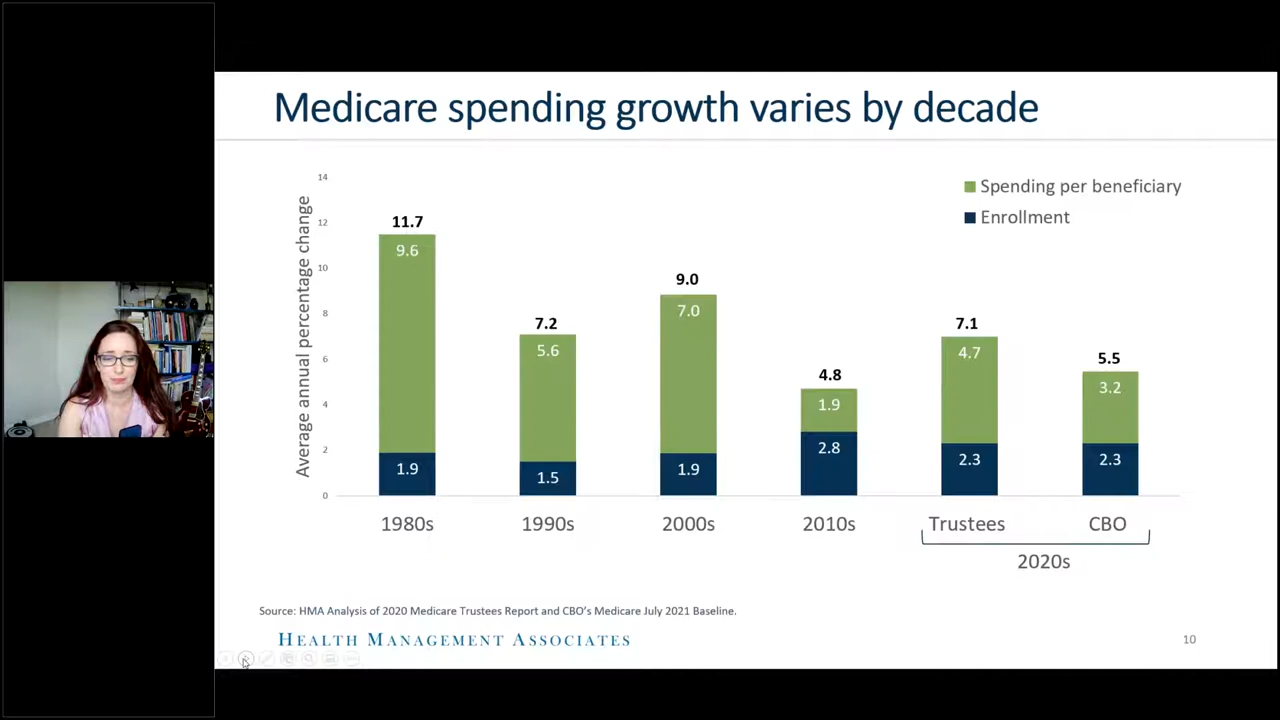 Medicare spending growth varies by decade
Average annual percentage change
14
12
10
8
6
4
2
0
Spending per beneficiary
Enrollment
11.7
9.6
1.9
7.2
5.6
1.5
9.0
7.0
1.9
4.8
1.9
2.8
7.1
4.7
2.3
5.5
3.2
2.3
1980s
1990s
2000s
2010s
Trustees
CBO
2020s
Source: HMA Analysis of 2020 Medicare Trustees Report and CBO's Medicare July 2021 Baseline.
HEALTH MANAGEMENT ASSOCIATES
10